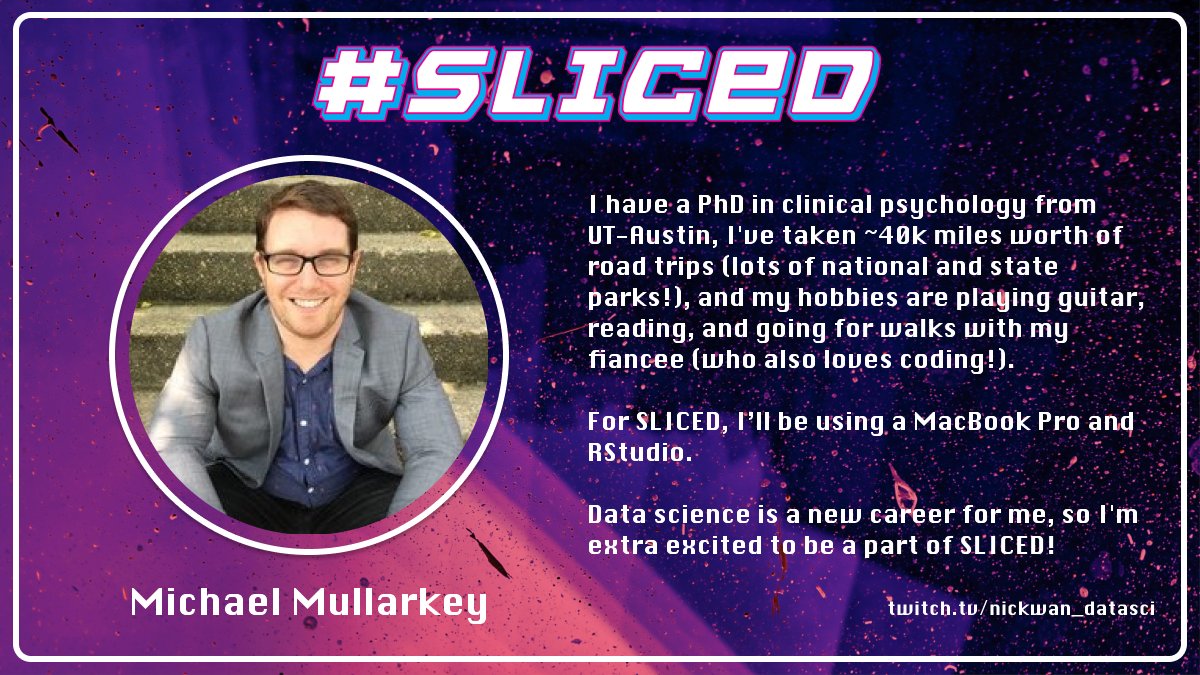 #SLICED
I have a PhD in clinical psychology from
UT-Austin, I've taken ~40k miles worth of
road trips (lots of national and state
parks!), and my hobbies are playing guitar,
reading, and going for walks with my
fiancee (who also loves coding!).
For SLICED, I’ll be using a MacBook Pro and
RStudio.
Data science is a new career for me, so I'm
extra excited to be a part of SLICED!
Michael Mullarkey
twitch.tv/nickwan_datasci